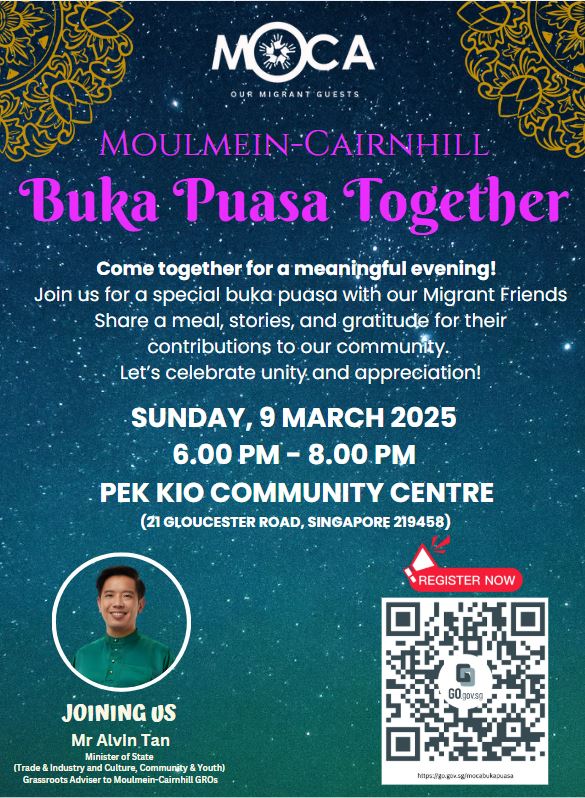 MOCA
OUR MIGRANT GUESTS
MOULMEIN-CAIRNHILL
Buka Puasa Together
Come together for a meaningful evening!
Join us for a special buka puasa with our Migrant Friends
Share a meal, stories, and gratitude for their
contributions to our community.
Let's celebrate unity and appreciation!
SUNDAY, 9 MARCH 2025
6.00 PM – 8.00 PM
PEK KIO COMMUNITY CENTRE
(21 GLOUCESTER ROAD, SINGAPORE 219458)
REGISTER NOW
GO.gov.sg
https://go.gov.sg/mocabukapuasa
JOINING US
Mr Alvin Tan
Minister of State
(Trade & Industry and Culture, Community & Youth)
Grassroots Adviser to Moulmein-Cairnhill GROs